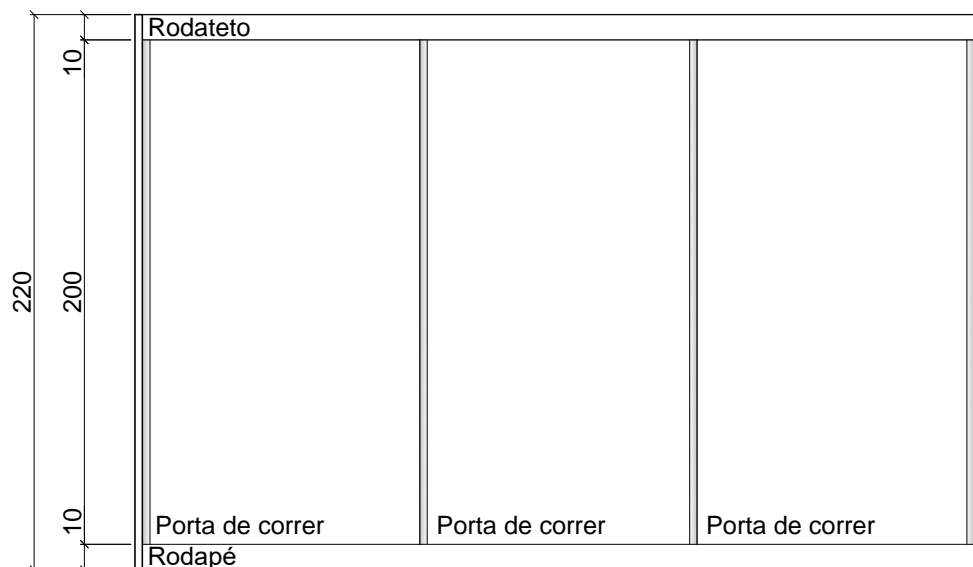 Rodateto
10
220
200
10
Porta de correr
Porta de correr
Porta de correr
Rodapé